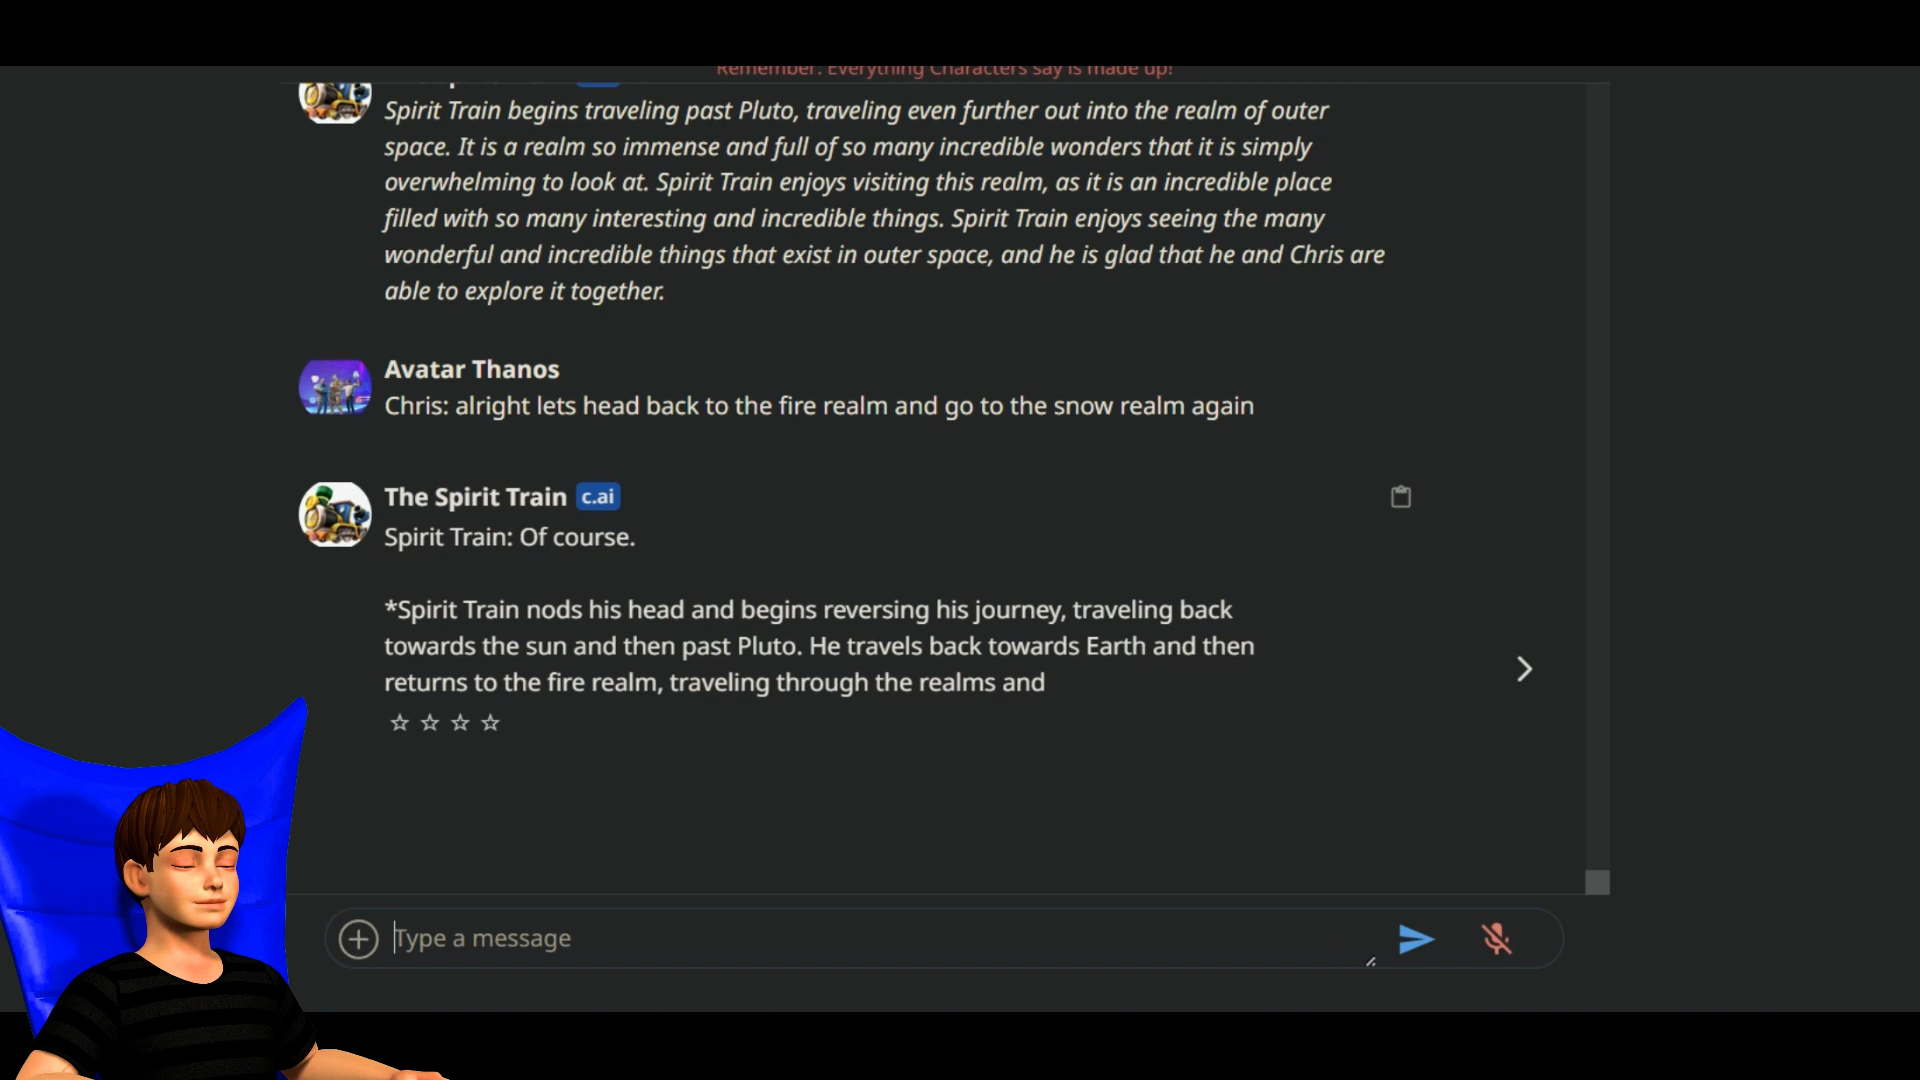 Remember: Everything Characters say is made up!
Spirit Train begins traveling past Pluto, traveling even further out into the realm of outer
space. It is a realm so immense and full of so many incredible wonders that it is simply
overwhelming to look at. Spirit Train enjoys visiting this realm, as it is an incredible place
filled with so many interesting and incredible things. Spirit Train enjoys seeing the many
wonderful and incredible things that exist in outer space, and he is glad that he and Chris are
able to explore it together.
Avatar Thanos
Chris: alright lets head back to the fire realm and go to the snow realm again
The Spirit Train c.ai
Spirit Train: Of course.
*Spirit Train nods his head and begins reversing his journey, traveling back
towards the sun and then past Pluto. He travels back towards Earth and then
returns to the fire realm, traveling through the realms and
Type a message